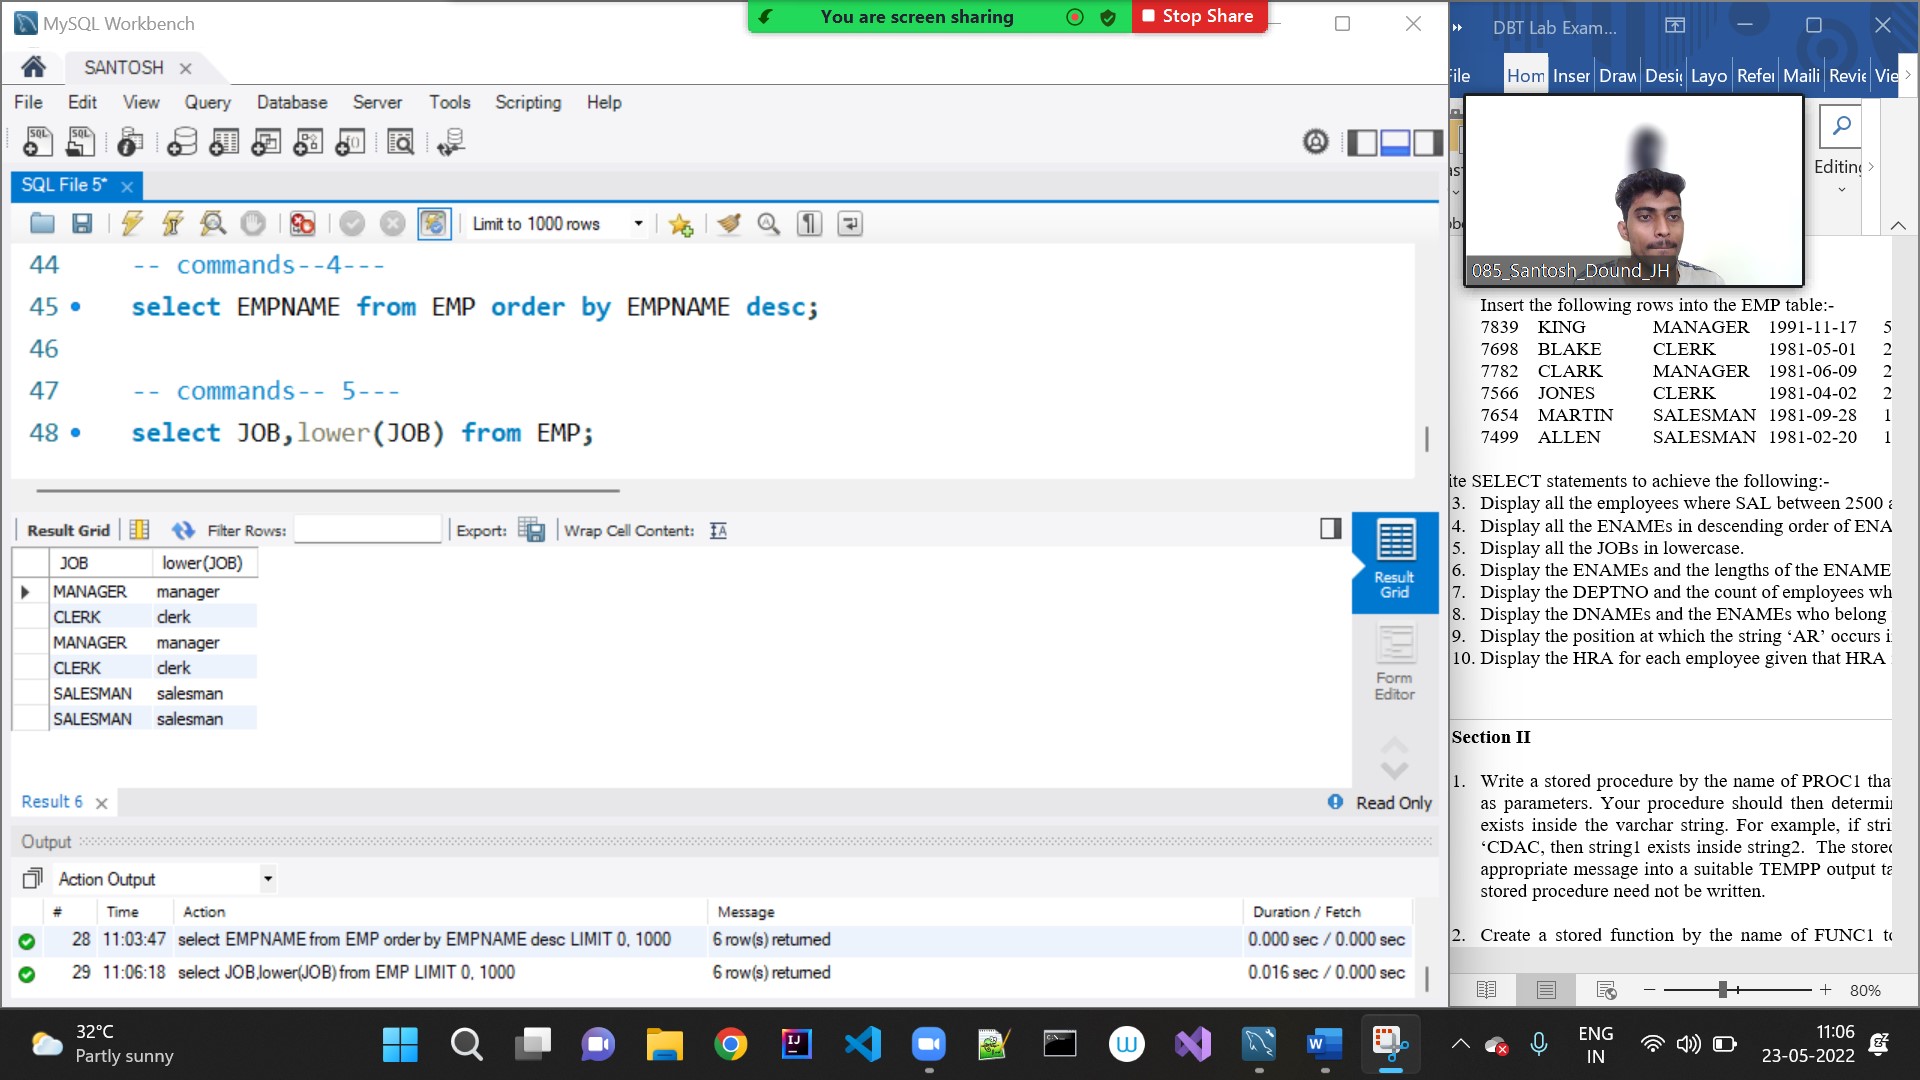 MySQL Workbench
You are screen sharing
Stop Share
SANTOSH
File Edit View Query Database Server Tools Scripting Help
SQL File 5*
Limit to 1000 rows
44 -- commands--4---
45 select EMPNAME from EMP order by EMPNAME desc;
46
47 -- commands-- 5---
48 select JOB,lower(JOB) from EMP;
Result Grid Filter Rows: Export: Wrap Cell Content:
JOB lower(JOB)
MANAGER manager
CLERK clerk
MANAGER manager
CLERK clerk
SALESMAN salesman
SALESMAN salesman
Result Grid
Form Editor
Result 6
Read Only
Output
Action Output
# Time Action Message Duration / Fetch
28 11:03:47 select EMPNAME from EMP order by EMPNAME desc LIMIT 0, 1000 6 row(s) returned 0.000 sec / 0.000 sec
29 11:06:18 select JOB,lower(JOB) from EMP LIMIT 0, 1000 6 row(s) returned 0.016 sec / 0.000 sec
DBT Lab Exam...
ile Hom Inser Draw Desig Layo Refer Maili Revie Vie
Editing
085_Santosh_Dound_JH
Insert the following rows into the EMP table:-
7839 KING MANAGER 1991-11-17 5
7698 BLAKE CLERK 1981-05-01 2
7782 CLARK MANAGER 1981-06-09 2
7566 JONES CLERK 1981-04-02 2
7654 MARTIN SALESMAN 1981-09-28 1
7499 ALLEN SALESMAN 1981-02-20 1
ite SELECT statements to achieve the following:-
3. Display all the employees where SAL between 2500 a
4. Display all the ENAMEs in descending order of ENA
5. Display all the JOBs in lowercase.
6. Display the ENAMEs and the lengths of the ENAME
7. Display the DEPTNO and the count of employees wh
8. Display the DNAMEs and the ENAMEs who belong
9. Display the position at which the string ‘AR’ occurs i
10. Display the HRA for each employee given that HRA
Section II
1. Write a stored procedure by the name of PROC1 tha
as parameters. Your procedure should then determi
exists inside the varchar string. For example, if stri
‘CDAC, then string1 exists inside string2. The stored
appropriate message into a suitable TEMPP output ta
stored procedure need not be written.
2. Create a stored function by the name of FUNC1 to
80%
32°C
Partly sunny
ENG
IN
11:06
23-05-2022